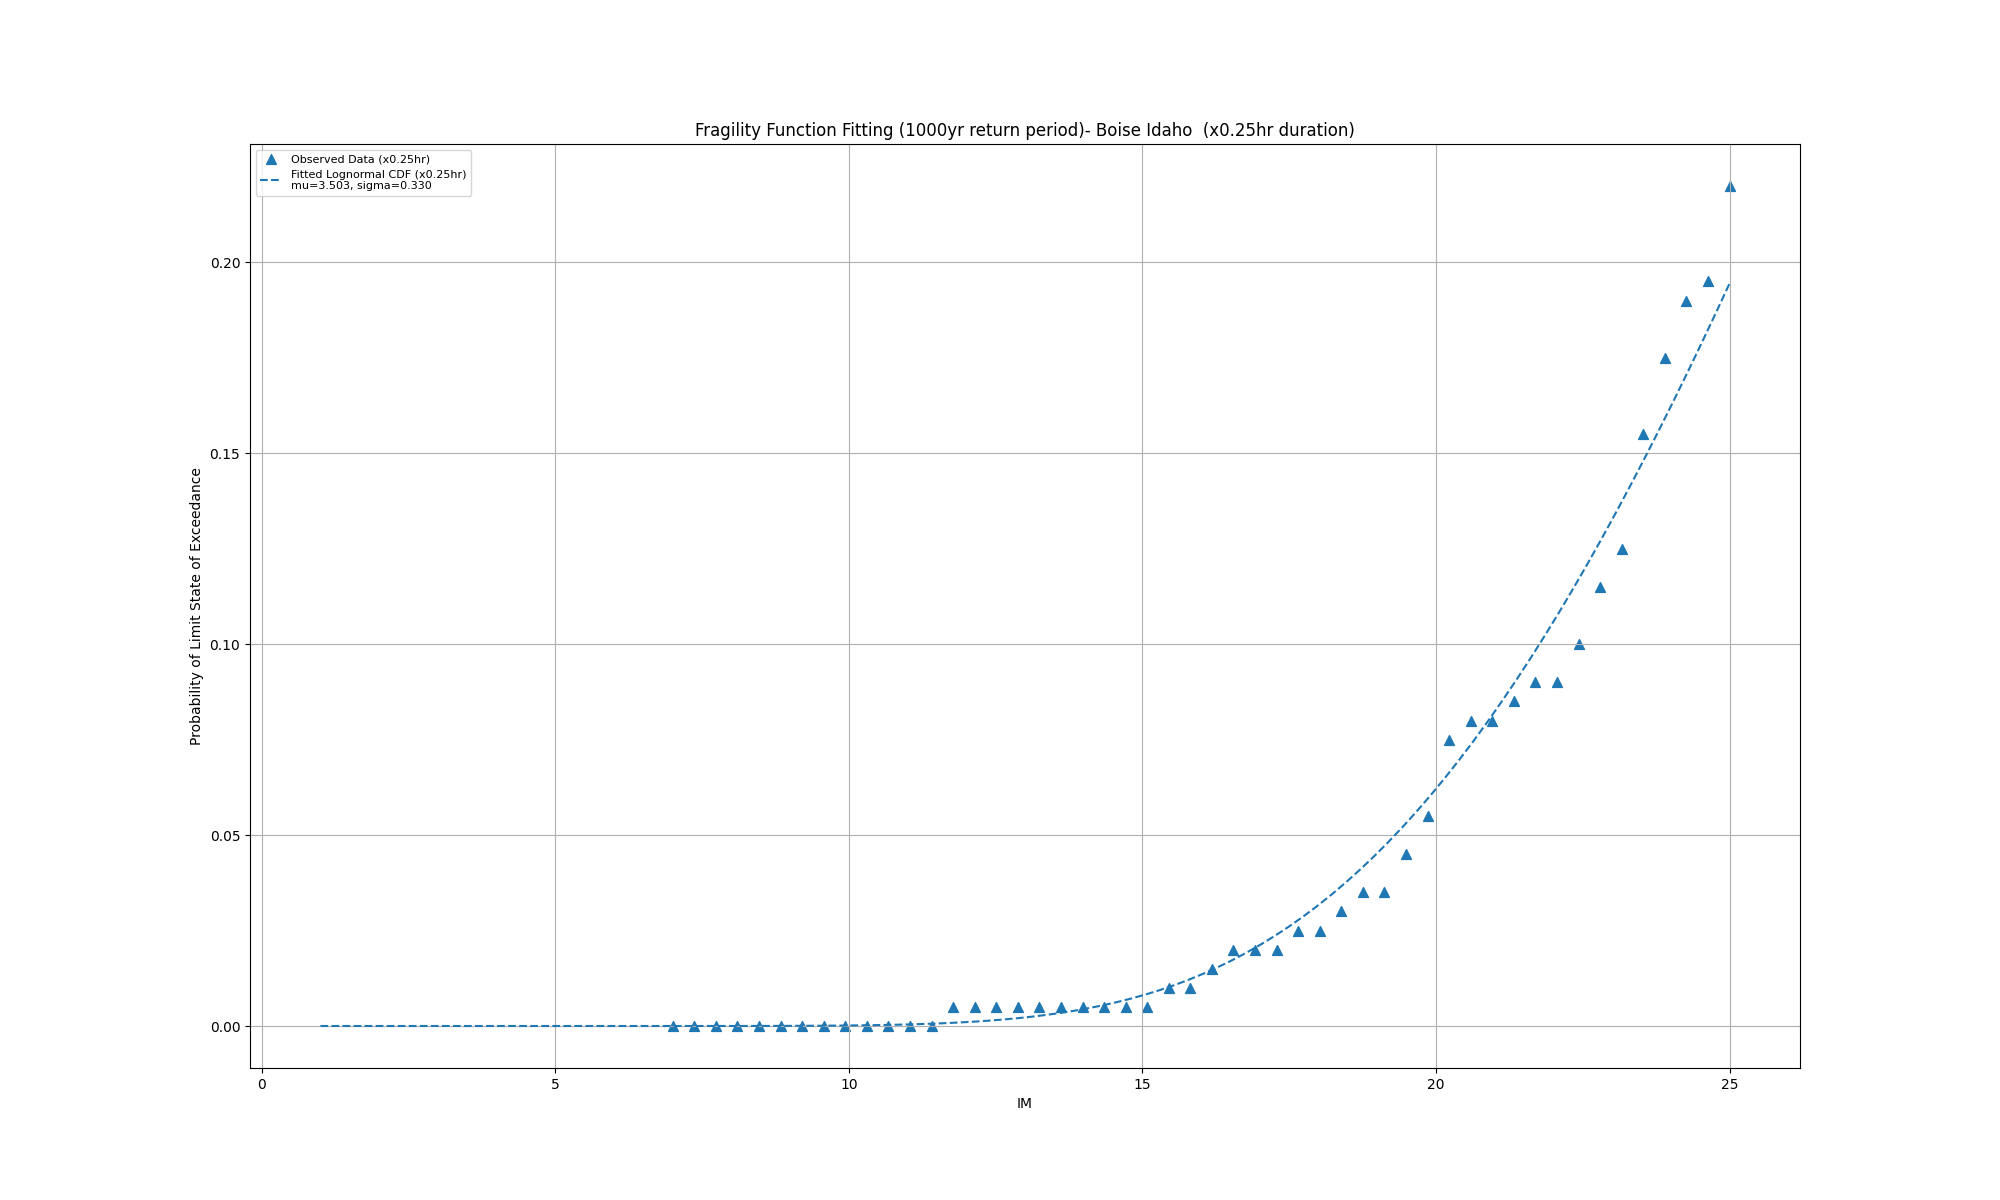 Fragility Function Fitting (1000yr return period)- Boise Idaho  (x0.25hr duration)
Observed Data (x0.25hr)
Fitted Lognormal CDF (x0.25hr)
mu=3.503, sigma=0.330
Probability of Limit State of Exceedance
0.20
0.15
0.10
0.05
0.00
0
5
10
15
20
25
IM